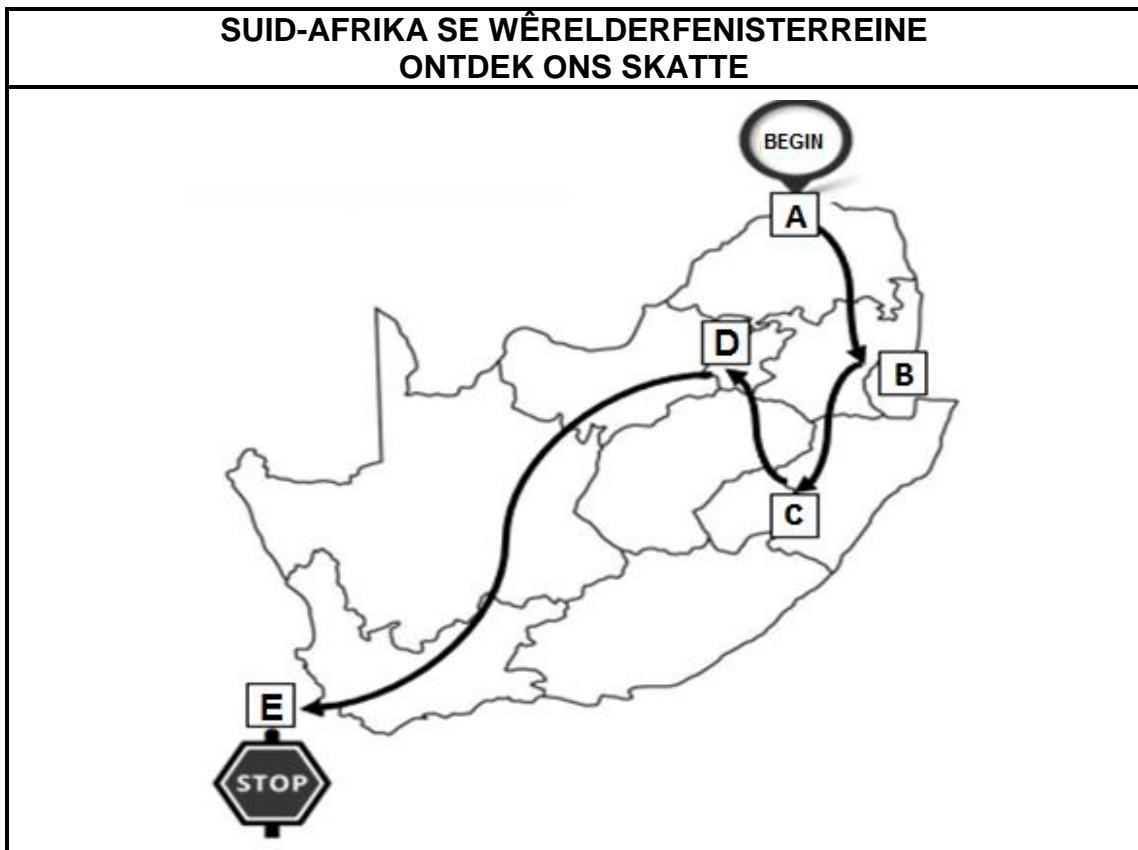 SUID-AFRIKA SE WÊRELDERFENISTERREINE
ONTDEK ONS SKATTE
BEGIN
A
D
B
C
E
STOP